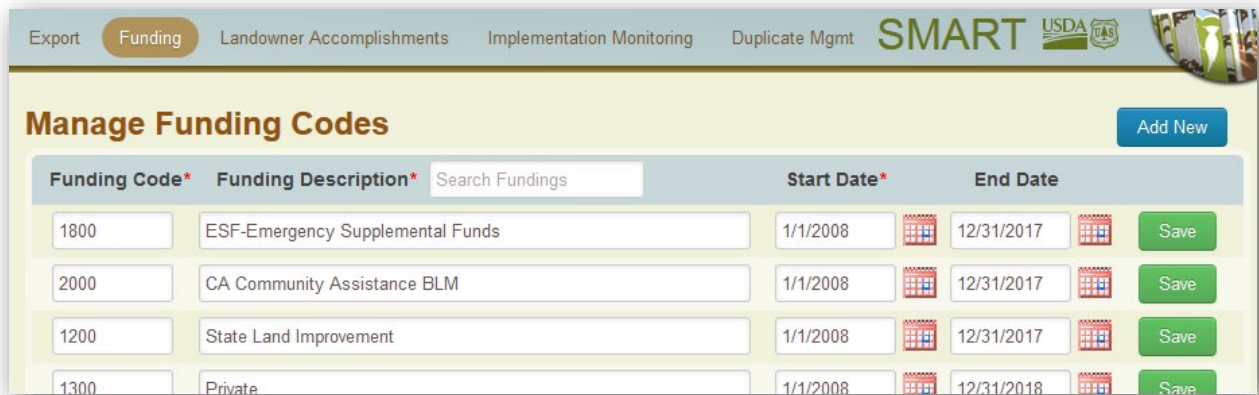 Export Funding Landowner Accomplishments Implementation Monitoring Duplicate Mgmt SMART USDA UAS
Manage Funding Codes Add New
Funding Code* Funding Description* Search Fundings Start Date* End Date
1800 ESF-Emergency Supplemental Funds 1/1/2008 12/31/2017 Save
2000 CA Community Assistance BLM 1/1/2008 12/31/2017 Save
1200 State Land Improvement 1/1/2008 12/31/2017 Save
1300 Private 1/1/2008 12/31/2018 Save